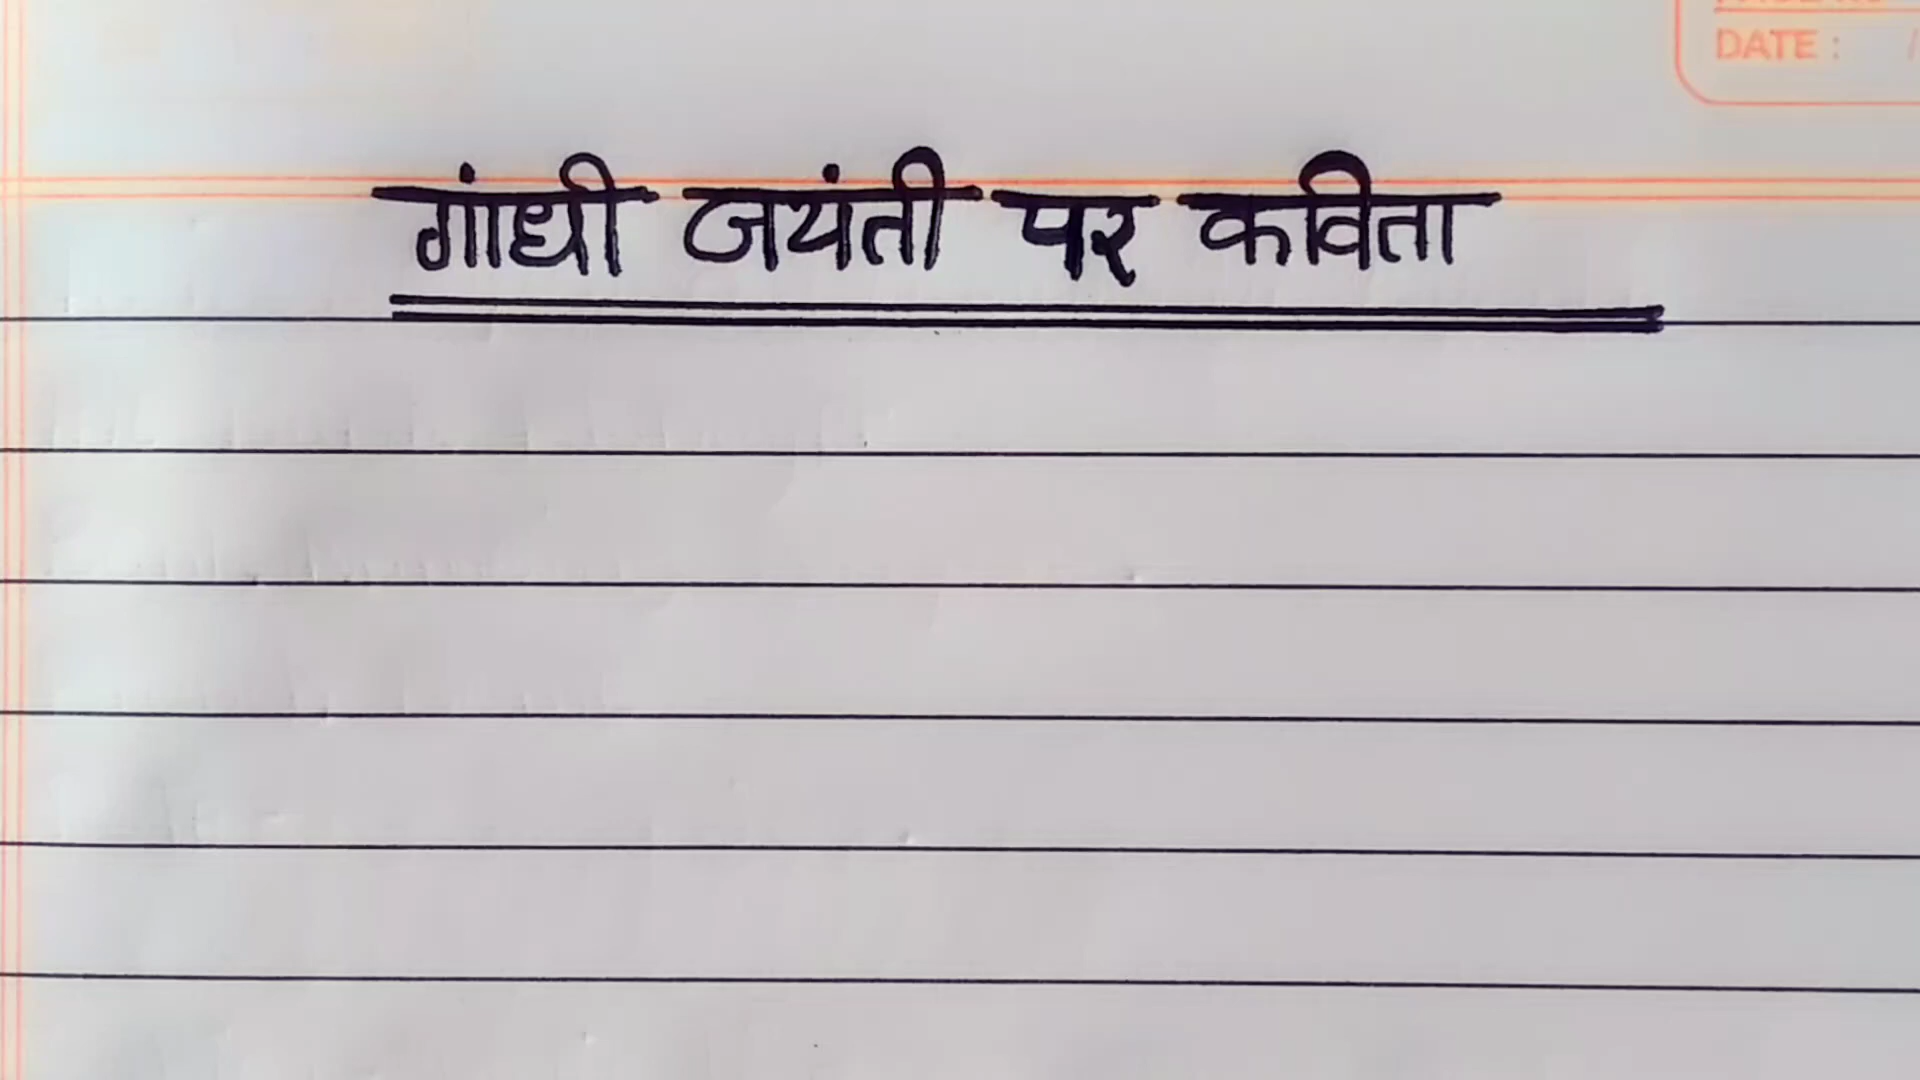 DATE : /
गांधी जयंती पर कविता